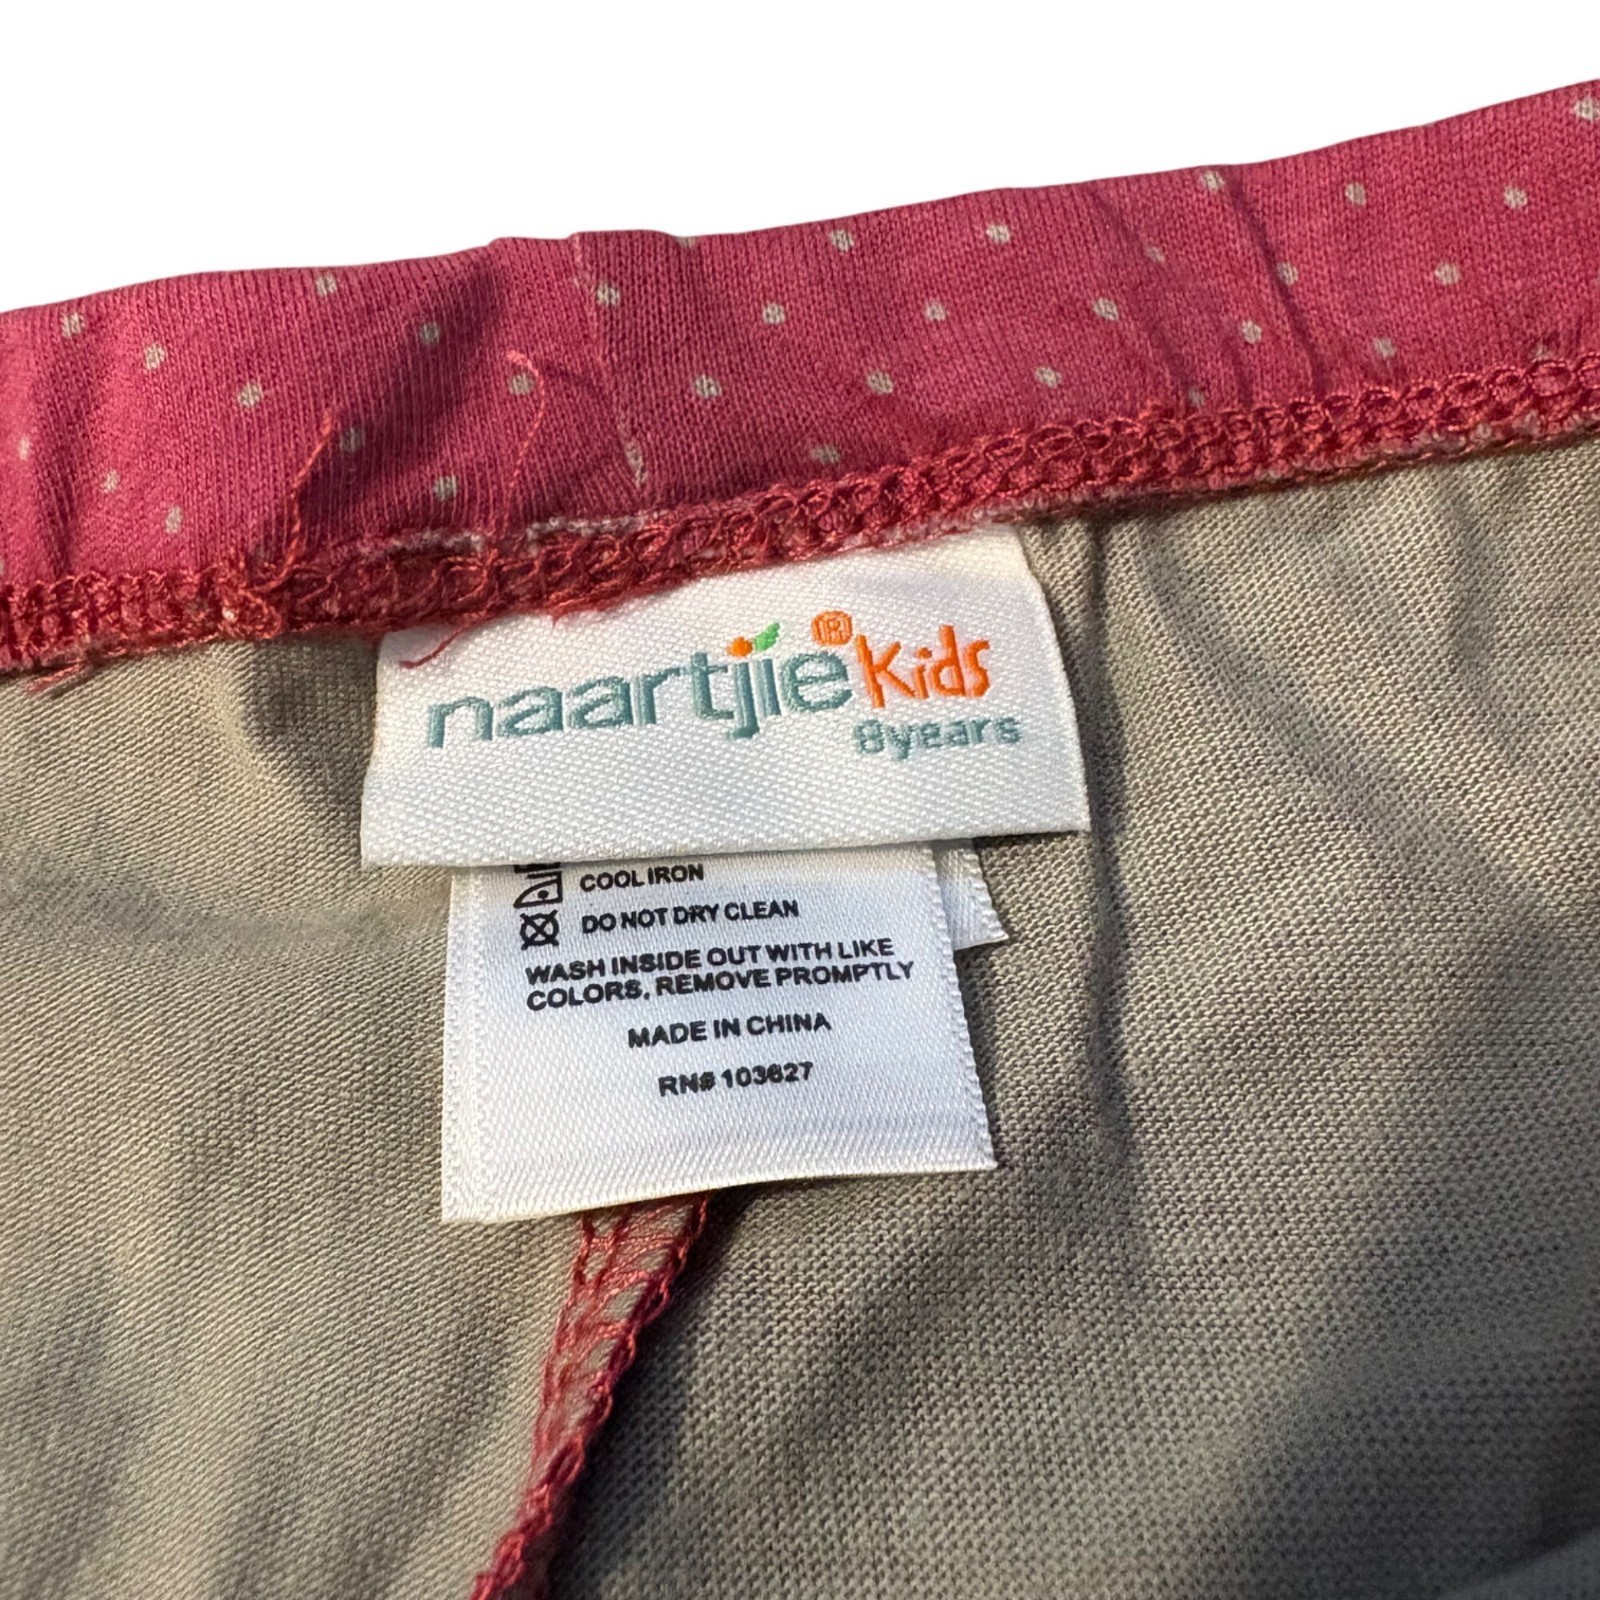 naartjie® Kids
8years
COOL IRON
DO NOT DRY CLEAN
WASH INSIDE OUT WITH LIKE
COLORS, REMOVE PROMPTLY
MADE IN CHINA
RN# 103627